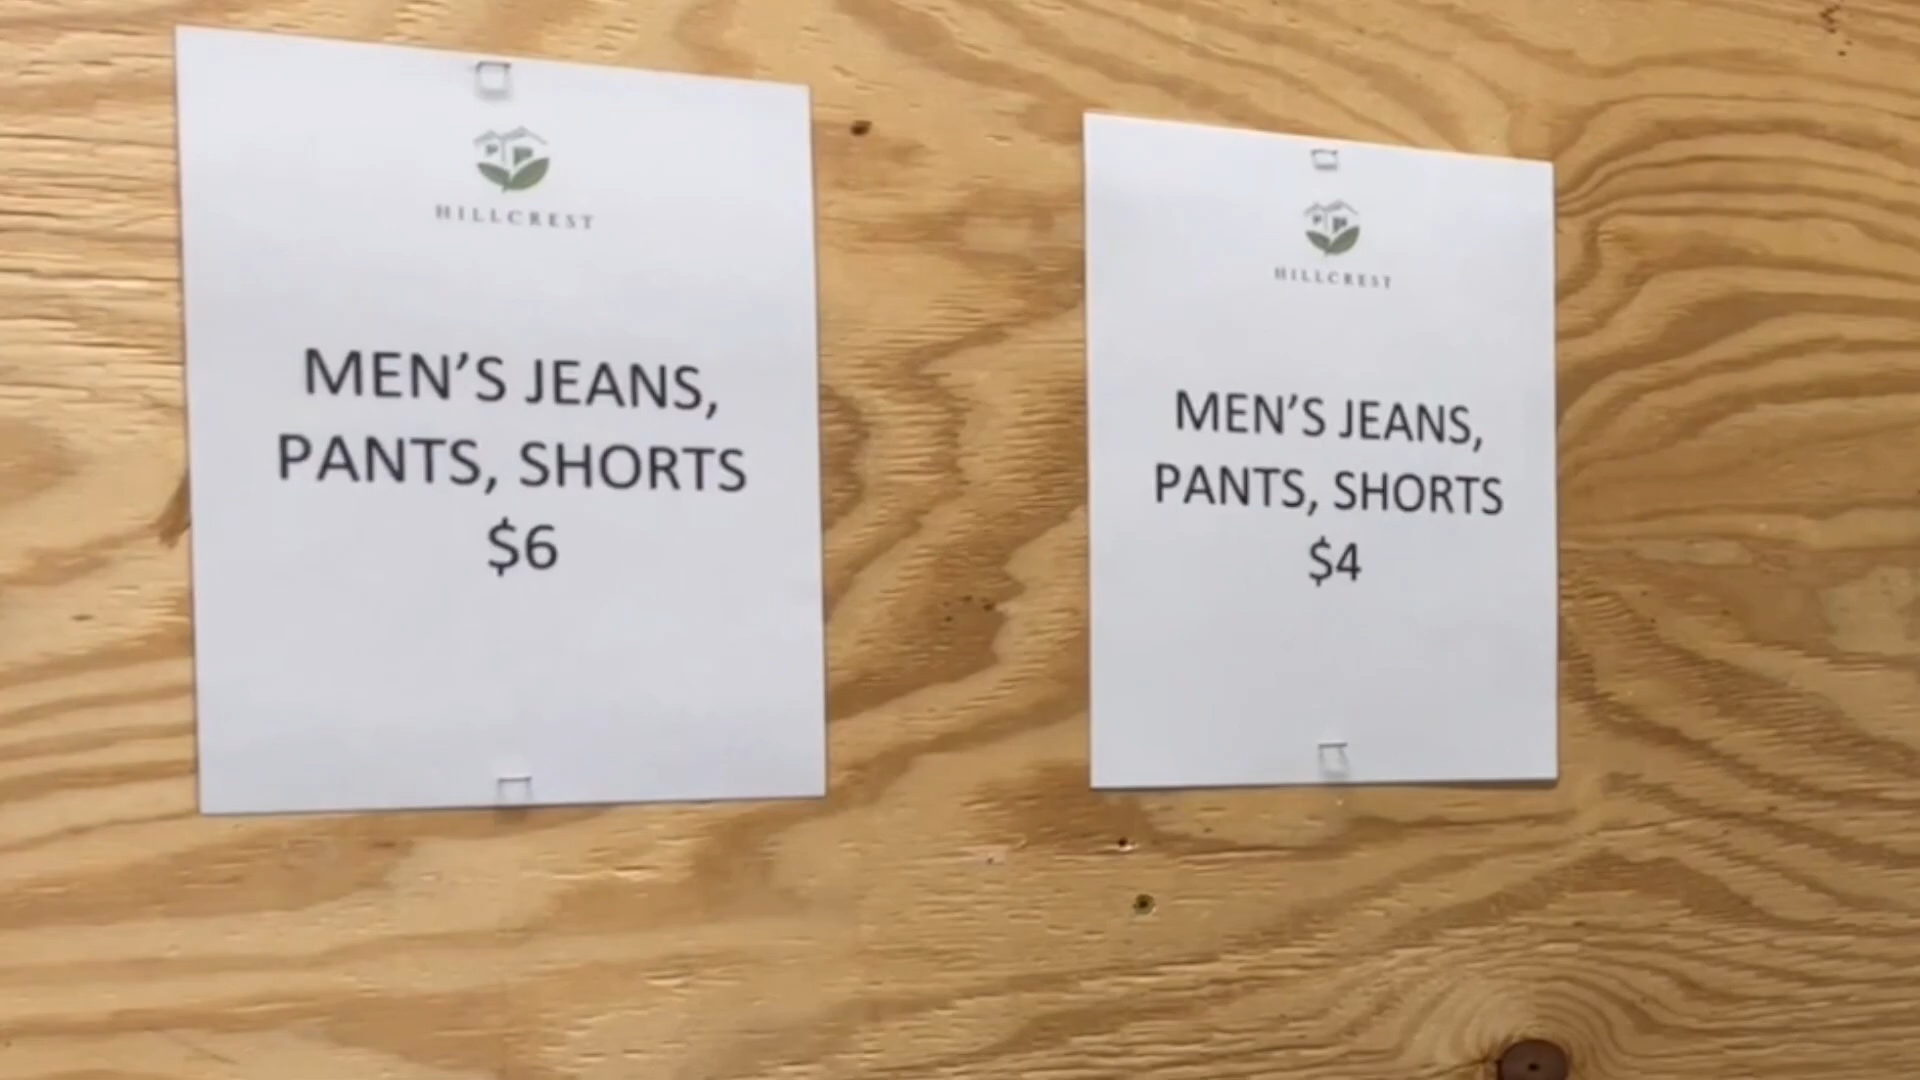 HILLCREST
MEN'S JEANS,
PANTS, SHORTS
$6
HILLCREST
MEN'S JEANS,
PANTS, SHORTS
$4